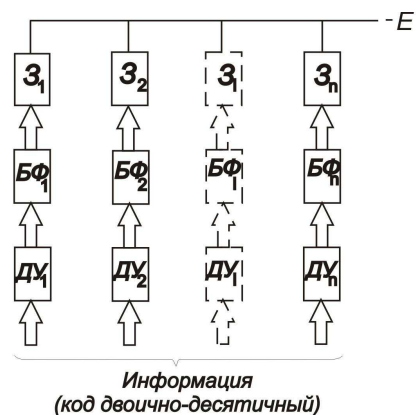 -E
З1 З2 Зi Зn
БФ1 БФ2 БФi БФn
ДУ1 ДУ2 ДУi ДУn
Информация
(код двоично-десятичный)